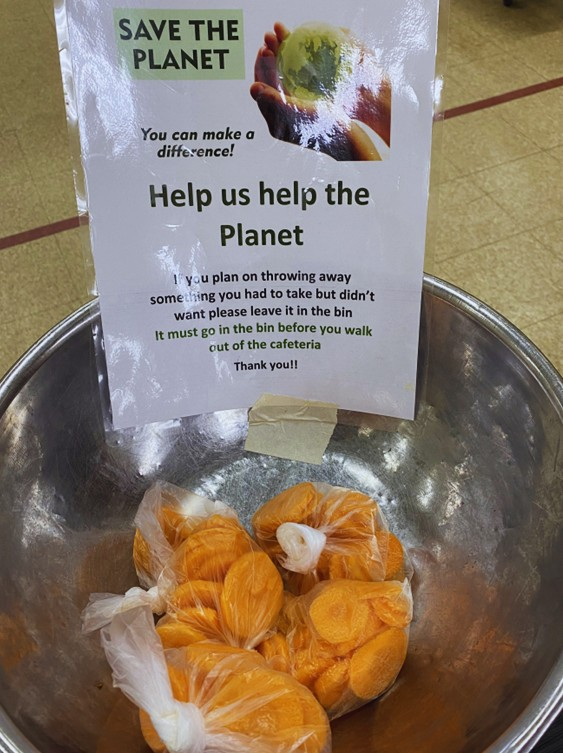 SAVE THE
PLANET
You can make a
difference!
Help us help the
Planet
If you plan on throwing away
something you had to take but didn't
want please leave it in the bin
It must go in the bin before you walk
out of the cafeteria
Thank you!!